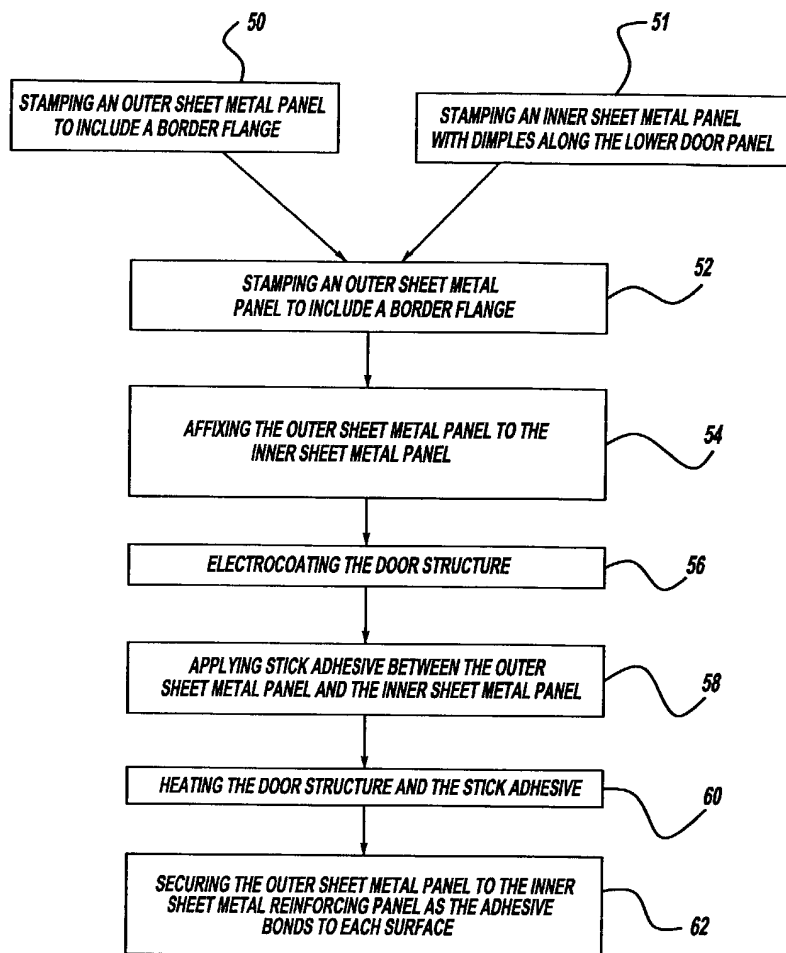 50
51
STAMPING AN OUTER SHEET METAL PANEL
TO INCLUDE A BORDER FLANGE
STAMPING AN INNER SHEET METAL PANEL
WITH DIMPLES ALONG THE LOWER DOOR PANEL
STAMPING AN OUTER SHEET METAL
PANEL TO INCLUDE A BORDER FLANGE
52
AFFIXING THE OUTER SHEET METAL PANEL TO THE
INNER SHEET METAL PANEL
54
ELECTROCOATING THE DOOR STRUCTURE
56
APPLYING STICK ADHESIVE BETWEEN THE OUTER
SHEET METAL PANEL AND THE INNER SHEET METAL PANEL
58
HEATING THE DOOR STRUCTURE AND THE STICK ADHESIVE
60
SECURING THE OUTER SHEET METAL PANEL TO THE INNER
SHEET METAL REINFORCING PANEL AS THE ADHESIVE
BONDS TO EACH SURFACE
62